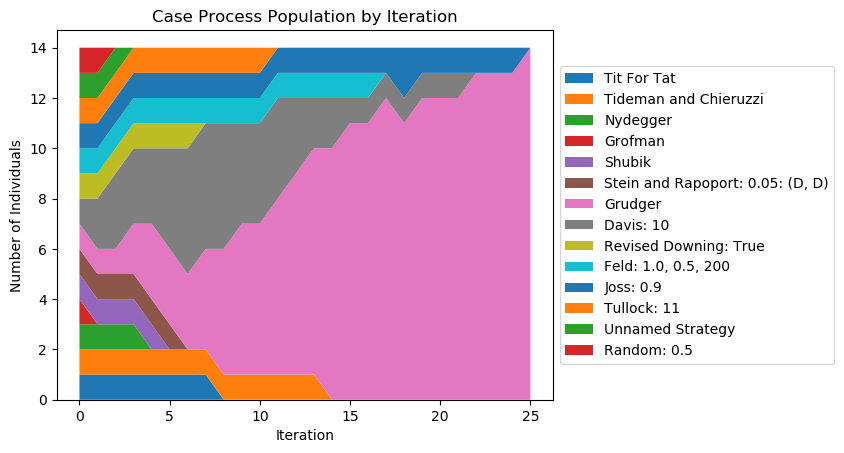 Case Process Population by Iteration
Number of Individuals
14
12
10
8
6
4
2
0
0 5 10 15 20 25
Iteration
Tit For Tat
Tideman and Chieruzzi
Nydegger
Grofman
Shubik
Stein and Rapoport: 0.05: (D, D)
Grudger
Davis: 10
Revised Downing: True
Feld: 1.0, 0.5, 200
Joss: 0.9
Tullock: 11
Unnamed Strategy
Random: 0.5